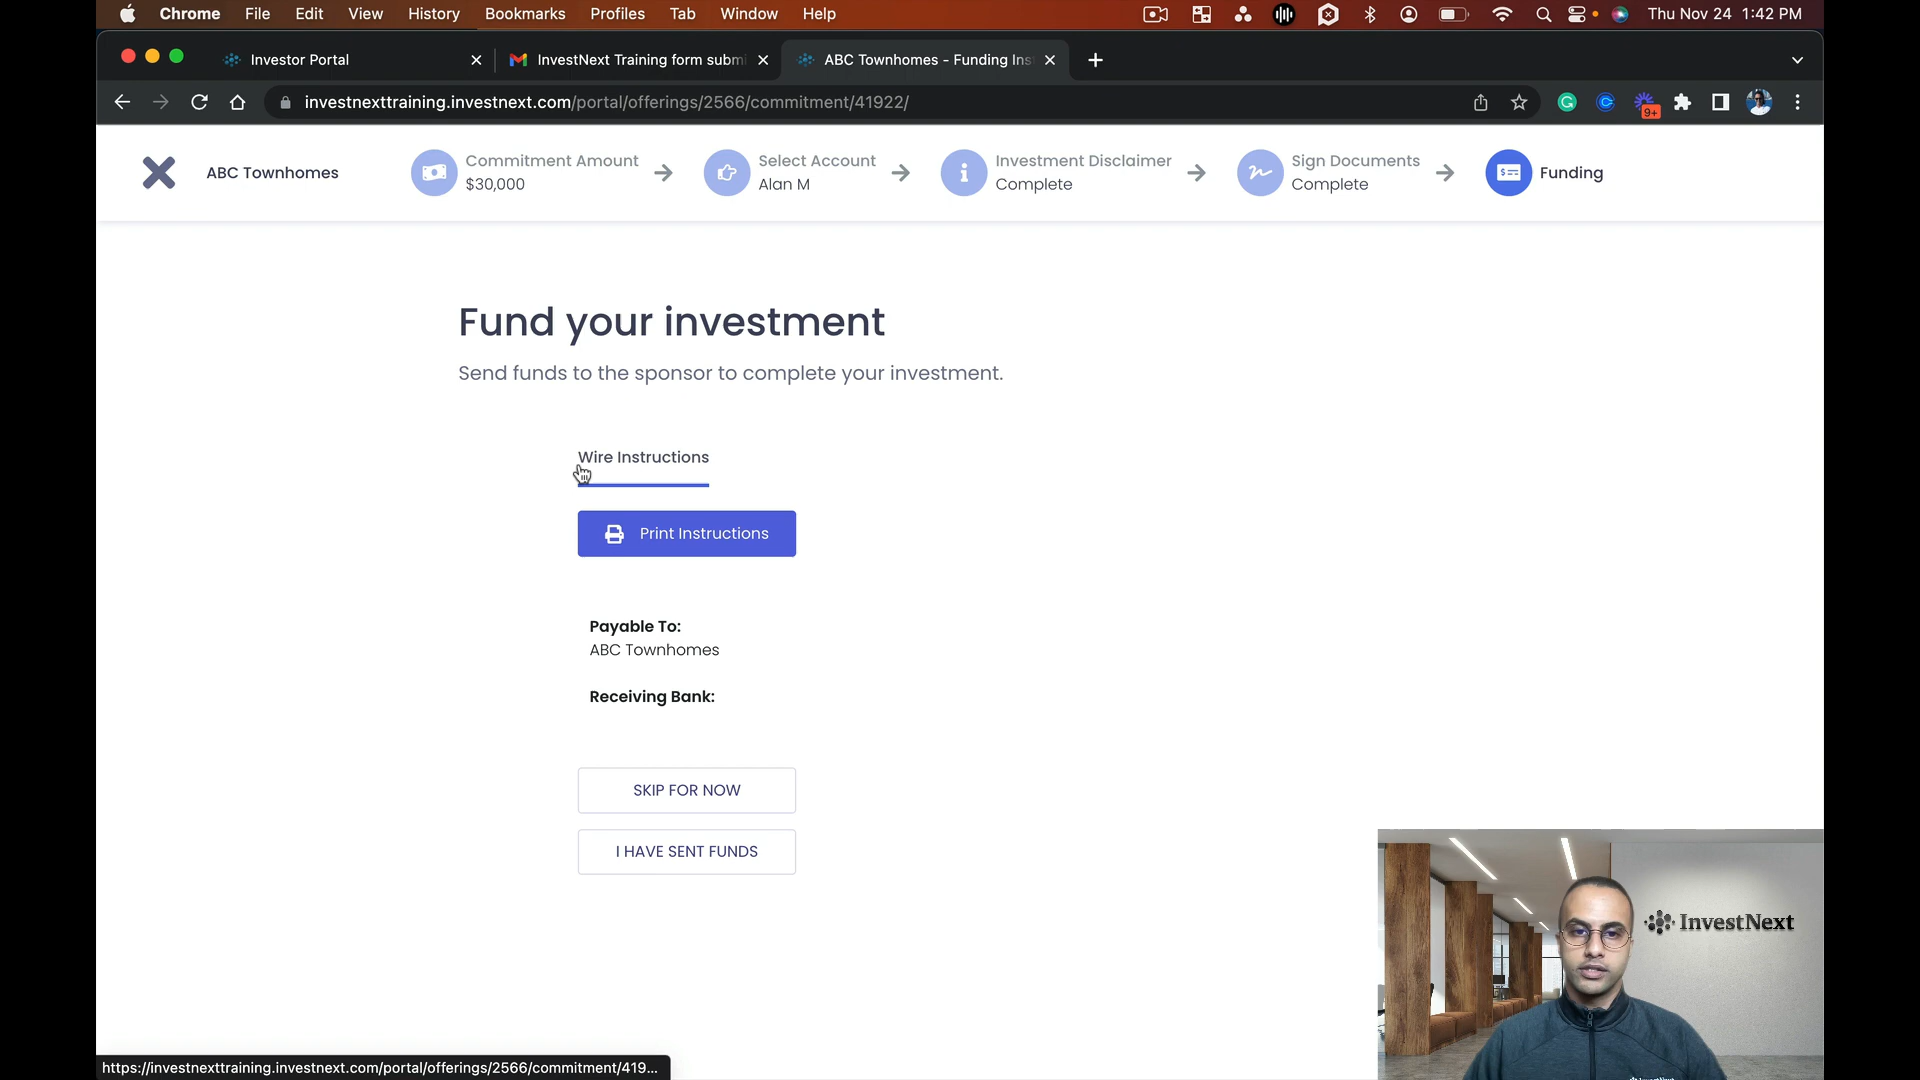 Chrome File Edit View History Bookmarks Profiles Tab Window Help Thu Nov 24 1:42 PM
Investor Portal InvestNext Training form subm ABC Townhomes - Funding Ins
investnexttraining.investnext.com/portal/offerings/2566/commitment/41922/
9+
ABC Townhomes
Commitment Amount
$30,000
Select Account
Alan M
Investment Disclaimer
Complete
Sign Documents
Complete
Funding
Fund your investment
Send funds to the sponsor to complete your investment.
Wire Instructions
Print Instructions
Payable To:
ABC Townhomes
Receiving Bank:
SKIP FOR NOW
I HAVE SENT FUNDS
InvestNext
https://investnexttraining.investnext.com/portal/offerings/2566/commitment/419...